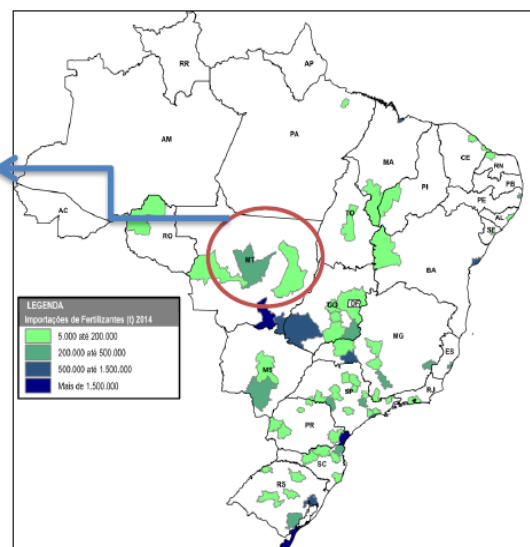 RR
AP
AM
PA
MA
CE
RN
PB
PI
PE
AL
SE
AC
RO
TO
MT
BA
GO
DF
LEGENDA
Importações de Fertilizantes (t) 2014
5.000 até 200.000
200.000 até 500.000
500.000 até 1.500.000
Mais de 1.500.000
MG
ES
MS
SP
RJ
PR
SC
RS